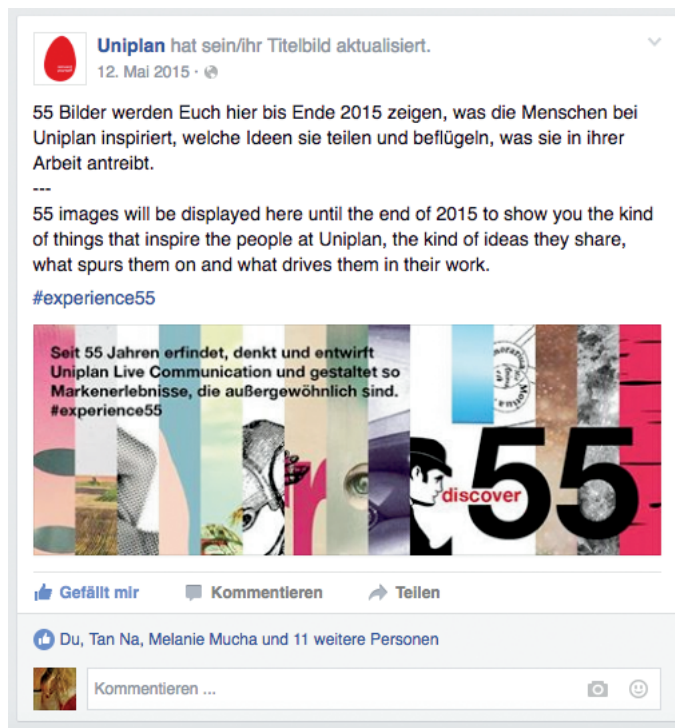 Uniplan hat sein/ihr Titelbild aktualisiert.
12. Mai 2015 ·
55 Bilder werden Euch hier bis Ende 2015 zeigen, was die Menschen bei
Uniplan inspiriert, welche Ideen sie teilen und beflügeln, was sie in ihrer
Arbeit antreibt.
---
55 images will be displayed here until the end of 2015 to show you the kind
of things that inspire the people at Uniplan, the kind of ideas they share,
what spurs them on and what drives them in their work.
#experience55
Seit 55 Jahren erfindet, denkt und entwirft
Uniplan Live Communication und gestaltet so
Markenerlebnisse, die außergewöhnlich sind.
#experience55
discover 55
Gefällt mir Kommentieren Teilen
Du, Tan Na, Melanie Mucha und 11 weitere Personen
Kommentieren ...